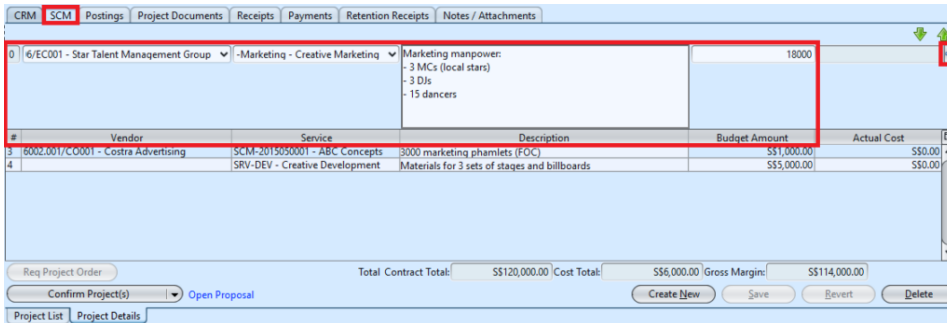 CRM SCM Postings Project Documents Receipts Payments Retention Receipts Notes / Attachments
0 6/EC001 - Star Talent Management Group -Marketing - Creative Marketing Marketing manpower: 18000
- 3 MCs (local stars)
- 3 DJs
- 15 dancers
# Vendor Service Description Budget Amount Actual Cost
3 6002.001/CO001 - Costra Advertising SCM-2015050001 - ABC Concepts 3000 marketing phamlets (FOC) S$1,000.00 S$0.00
4 SRV-DEV - Creative Development Materials for 3 sets of stages and billboards S$5,000.00 S$0.00
Req Project Order Total Contract Total: S$120,000.00 Cost Total: S$6,000.00 Gross Margin: S$114,000.00
Confirm Project(s) Open Proposal Create New Save Revert Delete
Project List Project Details